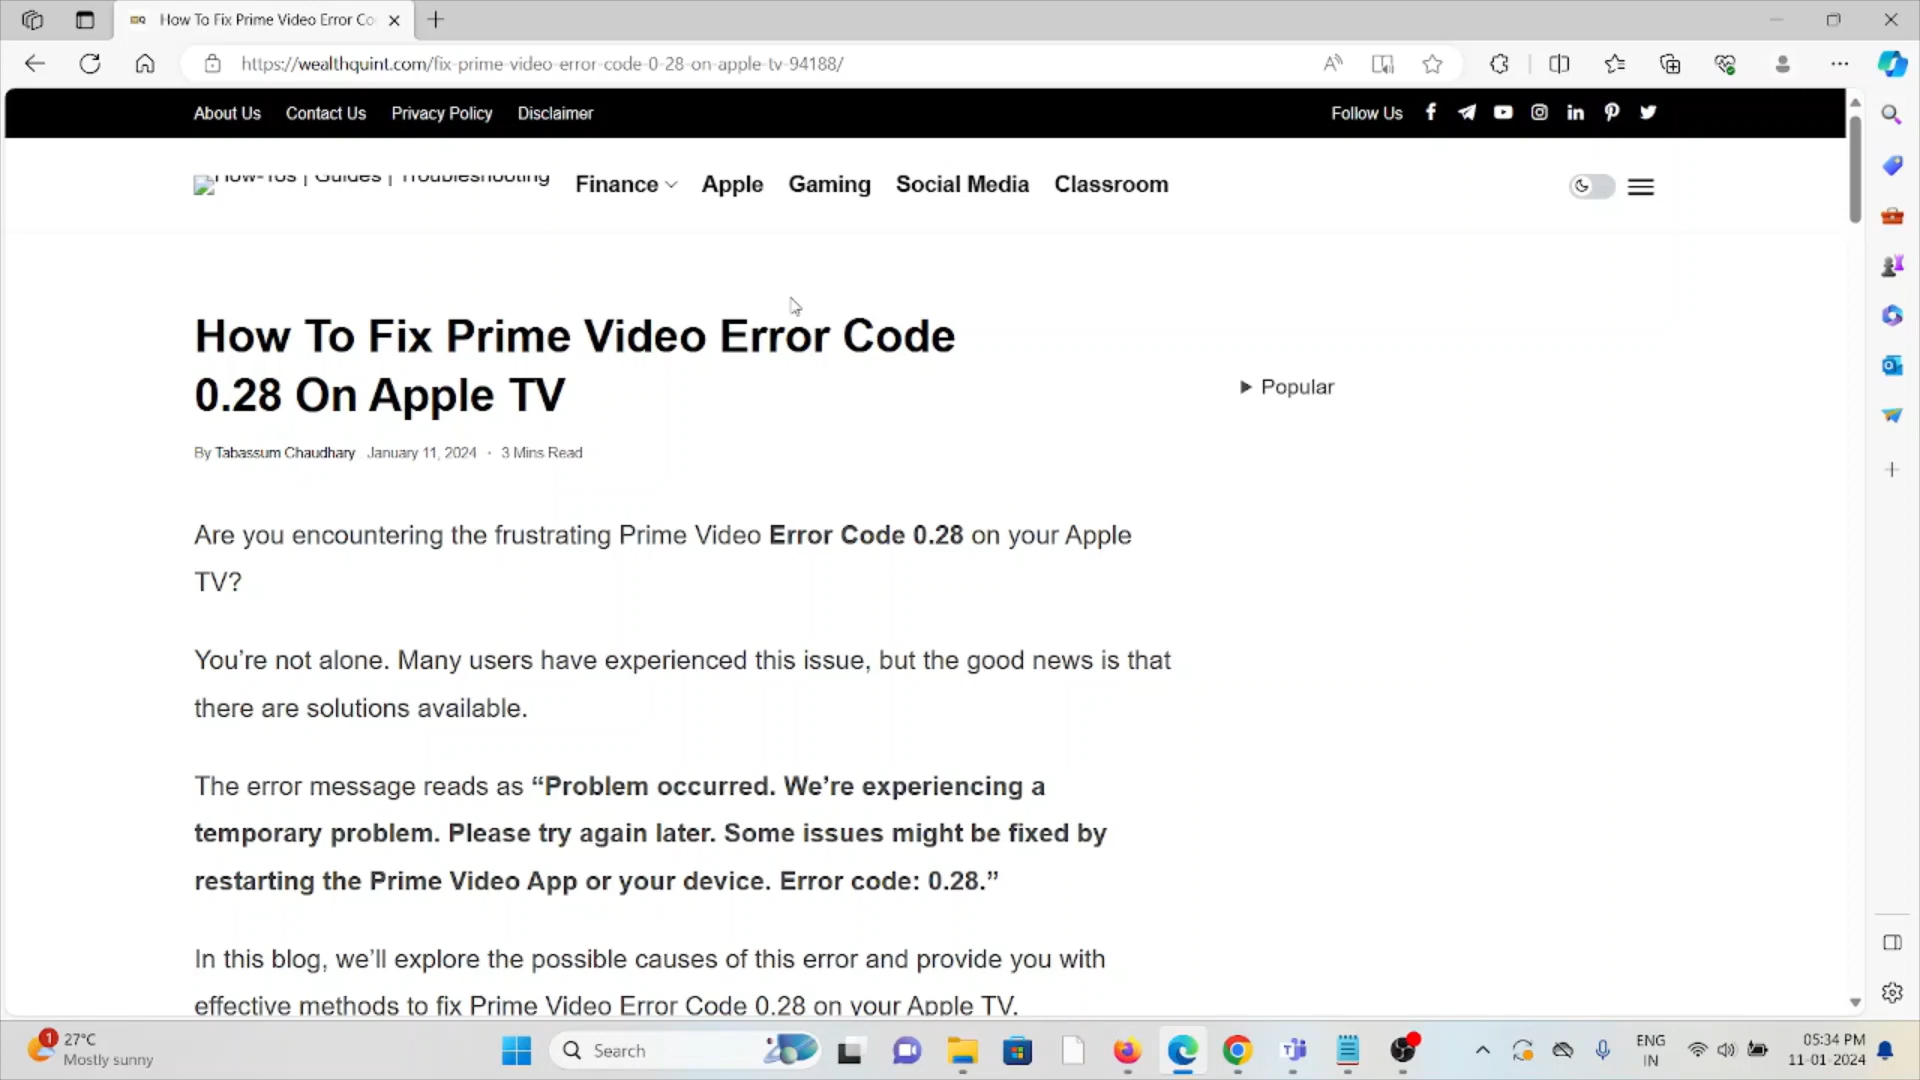 How To Fix Prime Video Error Co
https://wealthquint.com/fix-prime-video-error-code-0-28-on-apple-tv-94188/
About Us Contact Us Privacy Policy Disclaimer Follow Us
How-Tos | Guides | Troubleshooting Finance Apple Gaming Social Media Classroom
How To Fix Prime Video Error Code
0.28 On Apple TV
Popular
By Tabassum Chaudhary January 11, 2024 • 3 Mins Read
Are you encountering the frustrating Prime Video Error Code 0.28 on your Apple
TV?
You’re not alone. Many users have experienced this issue, but the good news is that
there are solutions available.
The error message reads as “Problem occurred. We’re experiencing a
temporary problem. Please try again later. Some issues might be fixed by
restarting the Prime Video App or your device. Error code: 0.28.”
In this blog, we’ll explore the possible causes of this error and provide you with
effective methods to fix Prime Video Error Code 0.28 on your Apple TV.
1 27°C
Mostly sunny
Search
ENG
IN
05:34 PM
11-01-2024